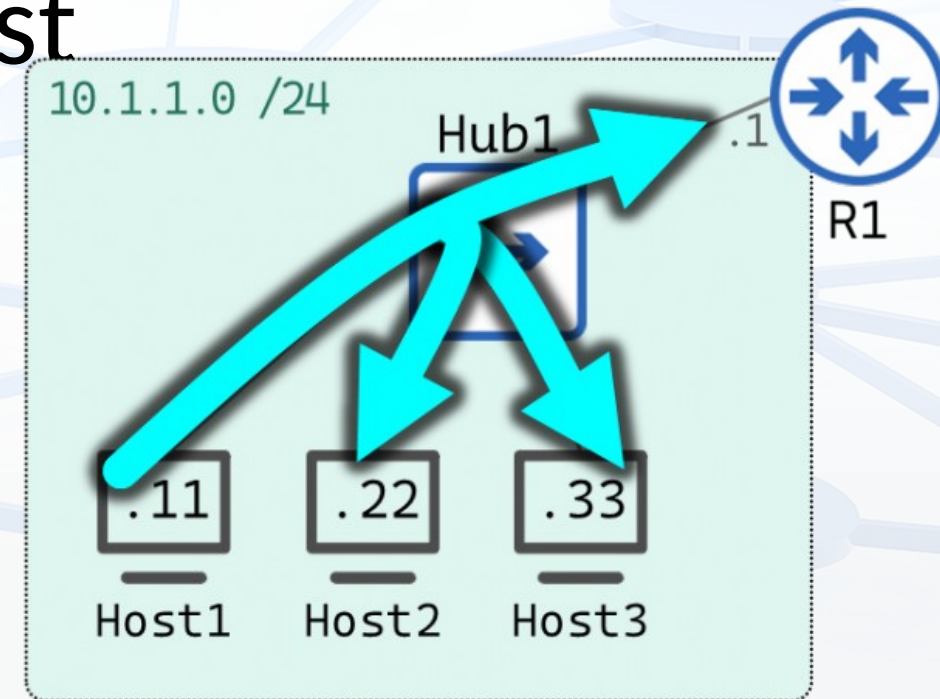 st
10.1.1.0 /24
Hub1
.1
R1
.11
.22
.33
Host1
Host2
Host3